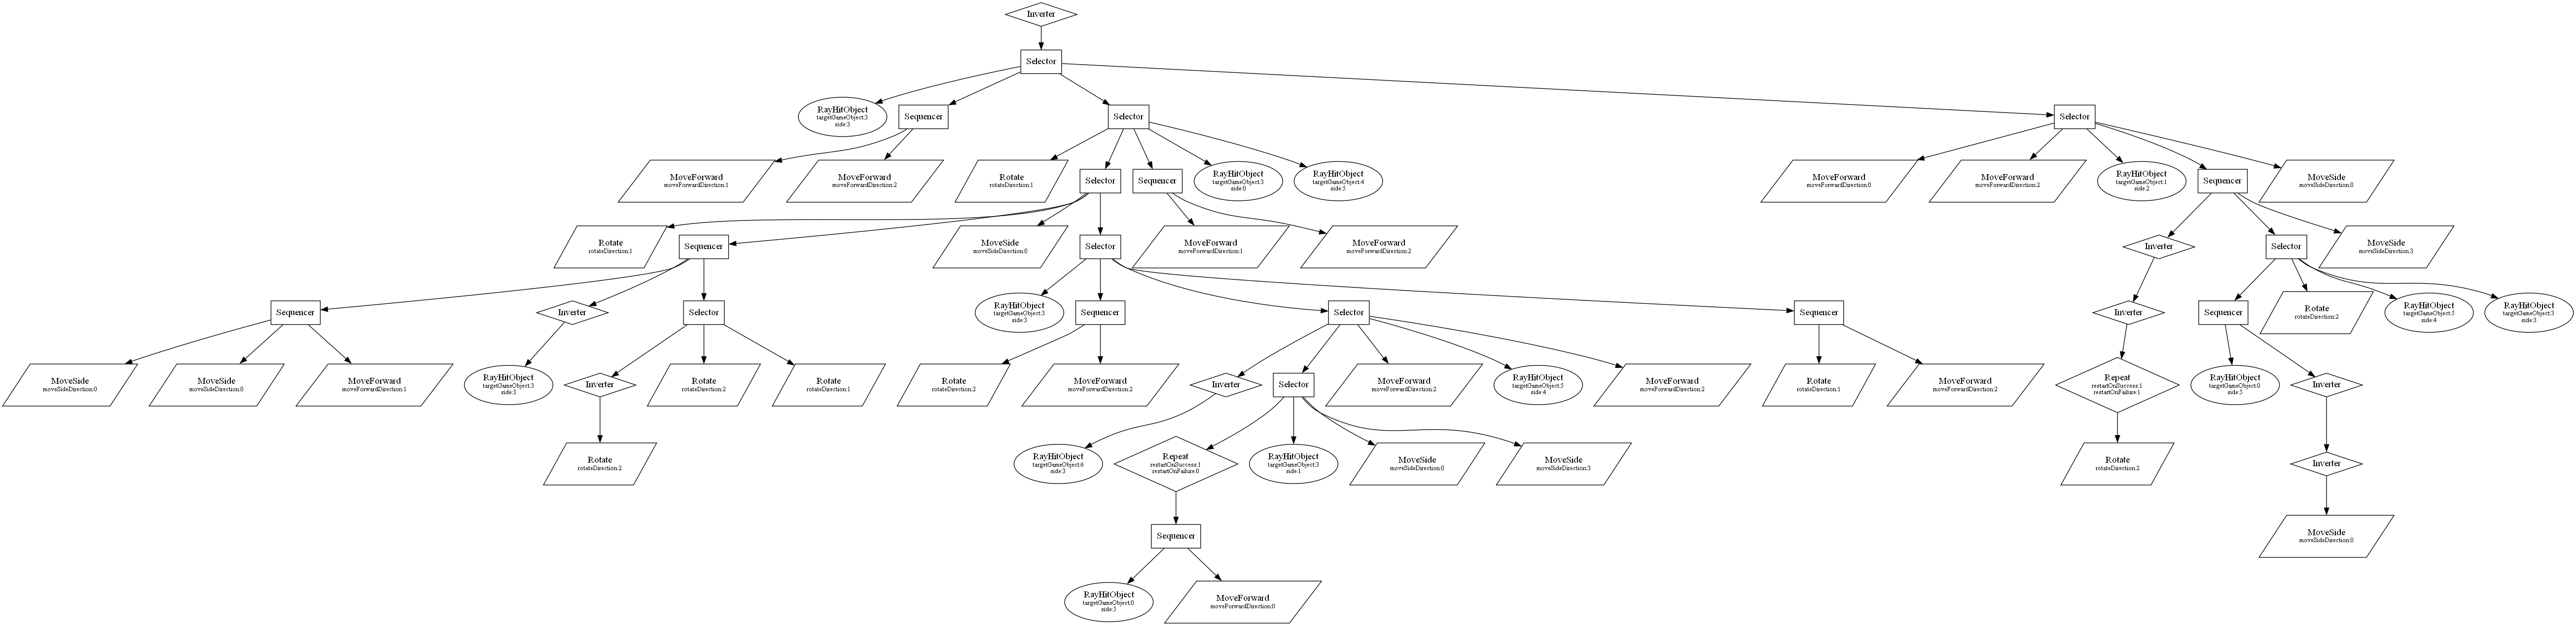 Inverter
Selector
RayHitObject
targetGameObject:3
side:3
Sequencer
Selector
Selector
MoveForward
moveForwardDirection:1
MoveForward
moveForwardDirection:2
Rotate
rotateDirection:1
Selector
Sequencer
RayHitObject
targetGameObject:3
side:0
RayHitObject
targetGameObject:4
side:5
MoveForward
moveForwardDirection:0
MoveForward
moveForwardDirection:2
RayHitObject
targetGameObject:1
side:2
Sequencer
MoveSide
moveSideDirection:0
Rotate
rotateDirection:1
Sequencer
MoveSide
moveSideDirection:0
Selector
MoveForward
moveForwardDirection:1
MoveForward
moveForwardDirection:2
Inverter
Selector
MoveSide
moveSideDirection:3
Sequencer
Inverter
Selector
RayHitObject
targetGameObject:3
side:3
Sequencer
Selector
Sequencer
Inverter
Sequencer
Rotate
rotateDirection:2
RayHitObject
targetGameObject:5
side:4
RayHitObject
targetGameObject:3
side:3
MoveSide
moveSideDirection:0
MoveSide
moveSideDirection:0
MoveForward
moveForwardDirection:1
RayHitObject
targetGameObject:3
side:3
Inverter
Rotate
rotateDirection:2
Rotate
rotateDirection:1
Rotate
rotateDirection:2
MoveForward
moveForwardDirection:2
Inverter
Selector
MoveForward
moveForwardDirection:2
RayHitObject
targetGameObject:5
side:4
MoveForward
moveForwardDirection:2
Rotate
rotateDirection:1
MoveForward
moveForwardDirection:2
Repeat
restartOnSuccess:1
restartOnFailure:1
RayHitObject
targetGameObject:0
side:5
Inverter
Rotate
rotateDirection:2
RayHitObject
targetGameObject:6
side:3
Repeat
restartOnSuccess:1
restartOnFailure:0
RayHitObject
targetGameObject:3
side:1
MoveSide
moveSideDirection:0
MoveSide
moveSideDirection:3
Rotate
rotateDirection:2
Inverter
Sequencer
MoveSide
moveSideDirection:0
RayHitObject
targetGameObject:0
side:5
MoveForward
moveForwardDirection:0